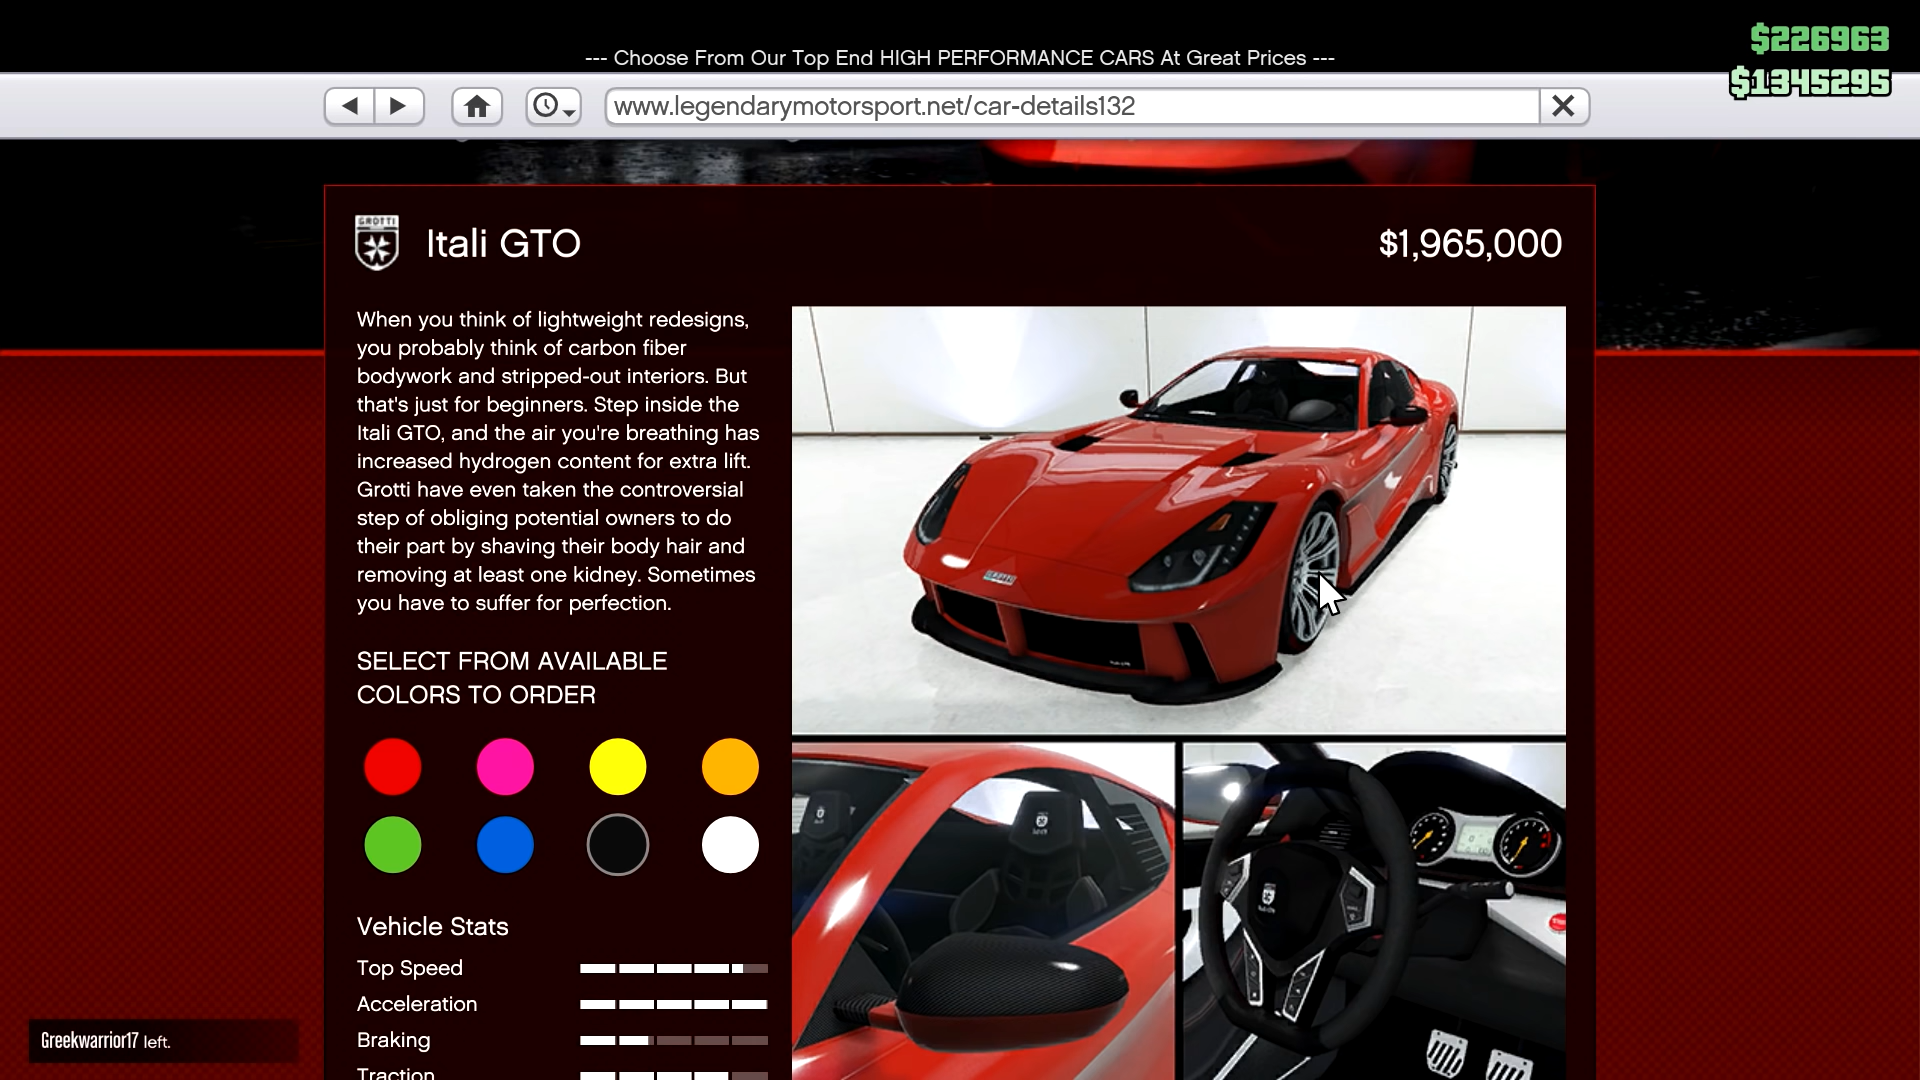 $226963
$1345295
--- Choose From Our Top End HIGH PERFORMANCE CARS At Great Prices ---
www.legendarymotorsport.net/car-details132
GROTTI
Itali GTO
$1,965,000
When you think of lightweight redesigns,
you probably think of carbon fiber
bodywork and stripped-out interiors. But
that's just for beginners. Step inside the
Itali GTO, and the air you're breathing has
increased hydrogen content for extra lift.
Grotti have even taken the controversial
step of obliging potential owners to do
their part by shaving their body hair and
removing at least one kidney. Sometimes
you have to suffer for perfection.
SELECT FROM AVAILABLE
COLORS TO ORDER
Vehicle Stats
Top Speed
Acceleration
Braking
Traction
Greekwarrior17 left.